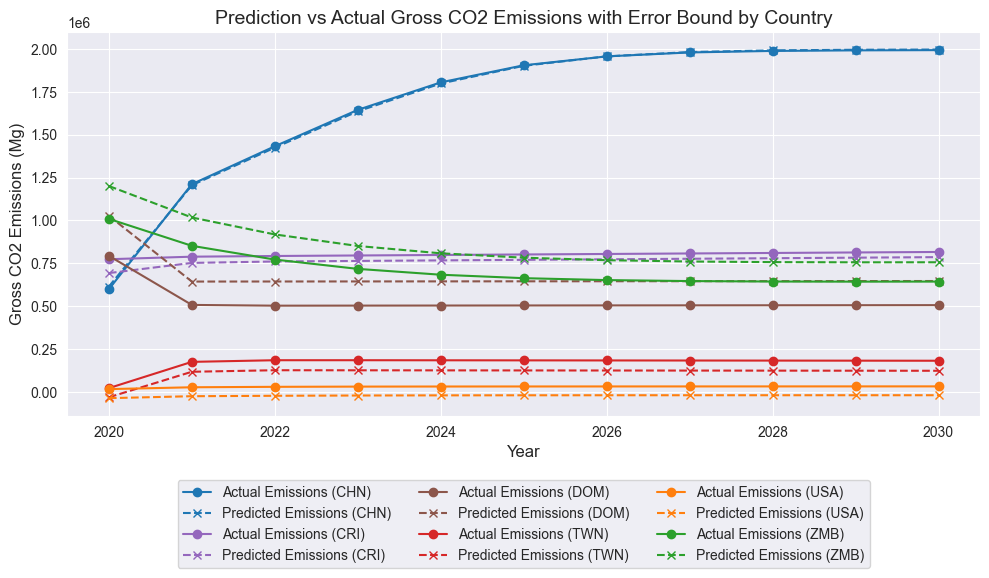 Prediction vs Actual Gross CO2 Emissions with Error Bound by Country
1e6
2.00
1.75
1.50
1.25
1.00
0.75
0.50
0.25
0.00
Gross CO2 Emissions (Mg)
2020 2022 2024 2026 2028 2030
Year
Actual Emissions (CHN) Actual Emissions (DOM) Actual Emissions (USA)
Predicted Emissions (CHN) Predicted Emissions (DOM) Predicted Emissions (USA)
Actual Emissions (CRI) Actual Emissions (TWN) Actual Emissions (ZMB)
Predicted Emissions (CRI) Predicted Emissions (TWN) Predicted Emissions (ZMB)